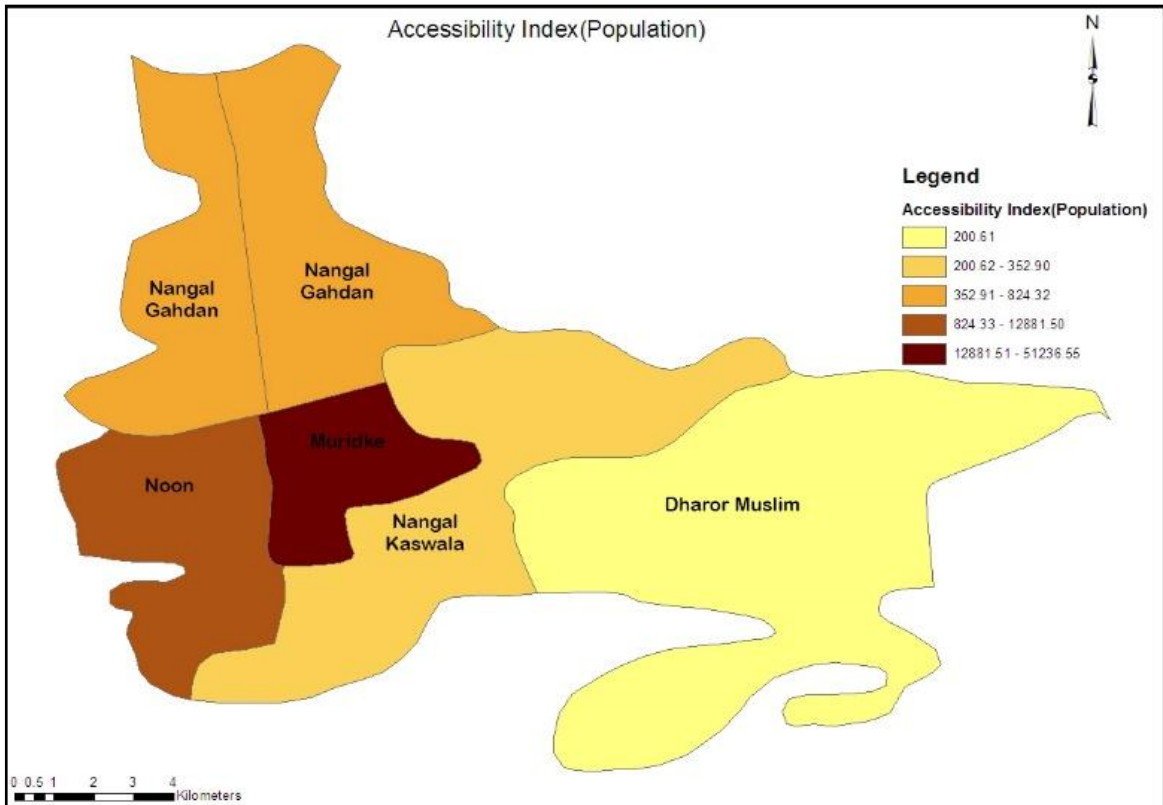 Accessibility Index(Population)
N
Legend
Accessibility Index(Population)
200.61
200.62 - 352.90
352.91 - 824.32
824.33 - 12881.50
12881.51 - 51236.55
Nangal
Gahdan
Nangal
Gahdan
Muridke
Noon
Nangal
Kaswala
Dharor Muslim
0 0.5 1 2 3 4
Kilometers